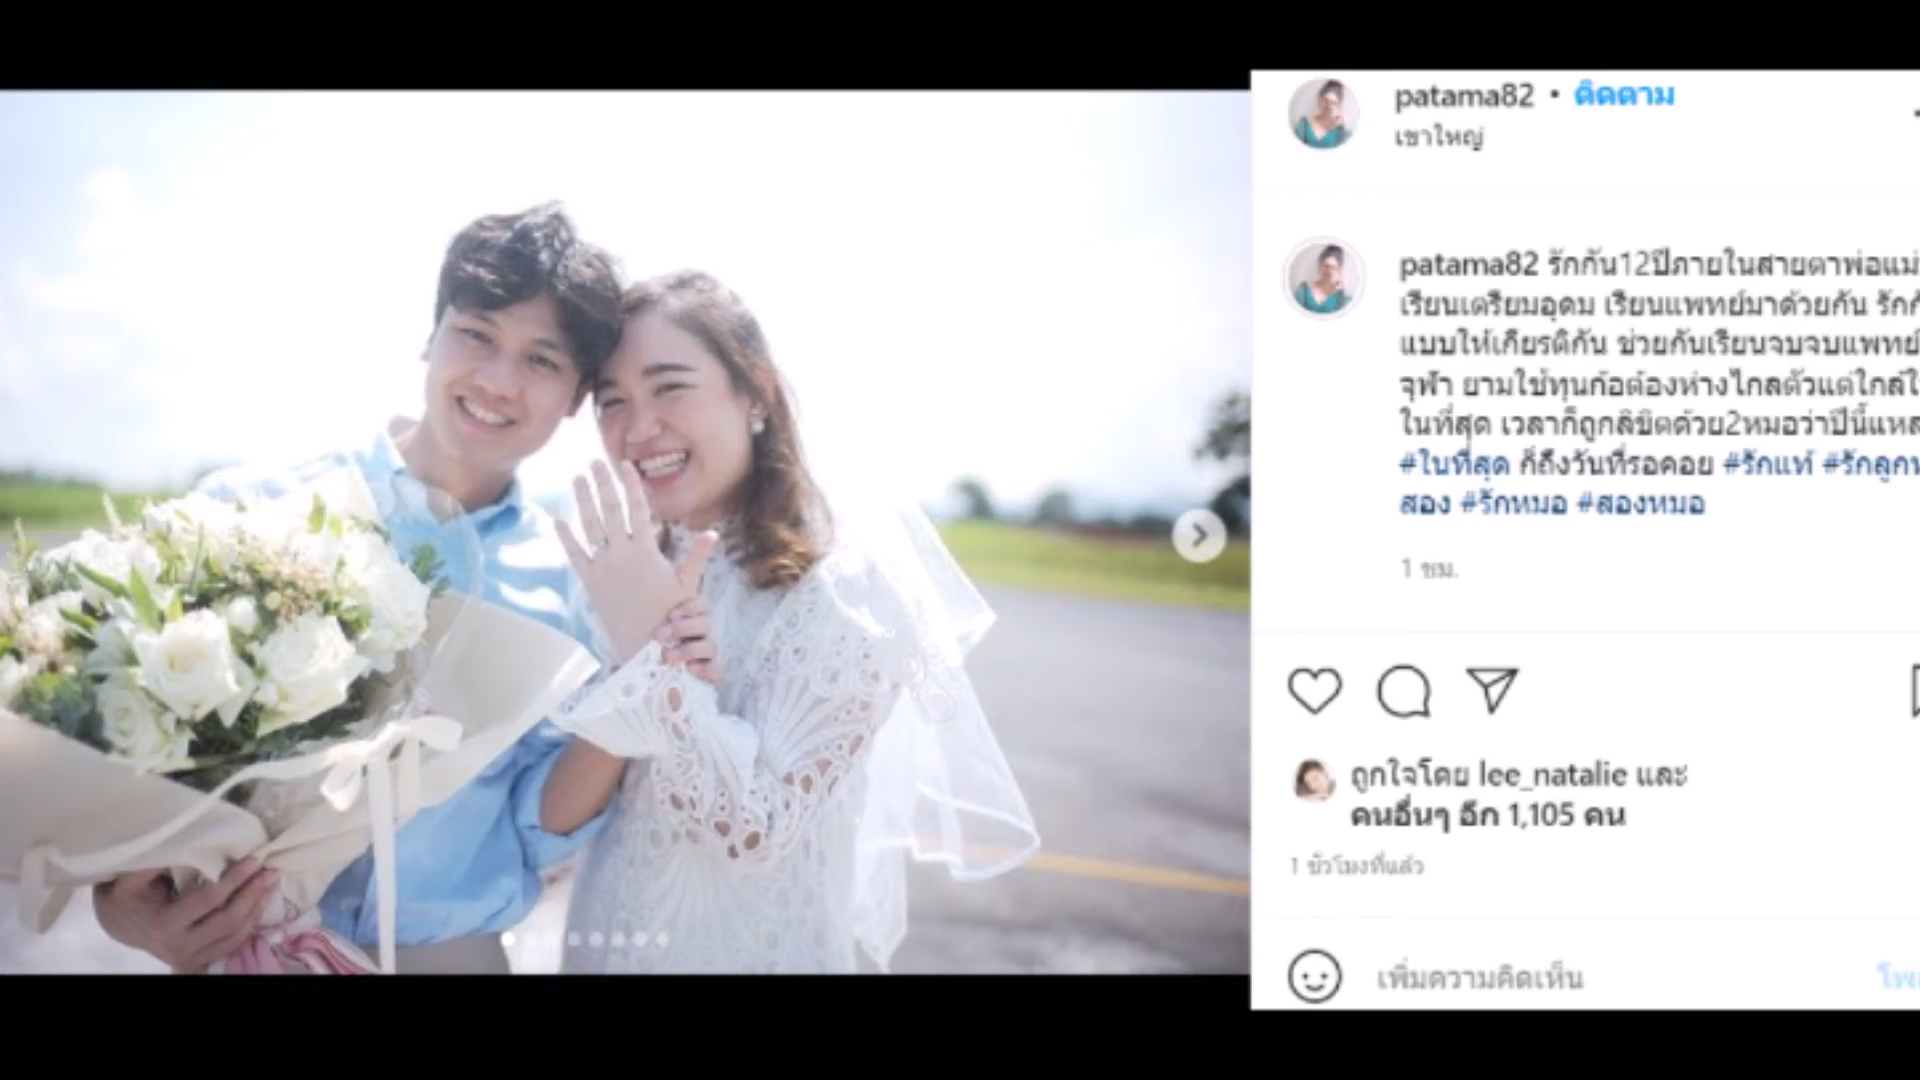 patama82 • ติดตาม
เขาใหญ่
patama82 รักกัน12ปีภายในสายตาพ่อแม่
เรียนเตรียมอุดม เรียนแพทย์มาด้วยกัน
แบบให้เกียรติกัน ช่วยกันเรียนจบจบแพทย์
จุฬา ยามใช้ทุนก้อต้องห่างไกลตัวแต่ใกล้
ในที่สุด เวลาก็ถูกลิขิตด้วย2หมอว่าปีนี้
#ในที่สุด ก็ถึงวันที่รอคอย #รักแท้
สอง #รักหมอ #สองหมอ
1 ชม.
ถูกใจโดย lee_natalie และ
คนอื่นๆ อีก 1,105 คน
1 ชั่วโมงที่แล้ว
เพิ่มความคิดเห็น